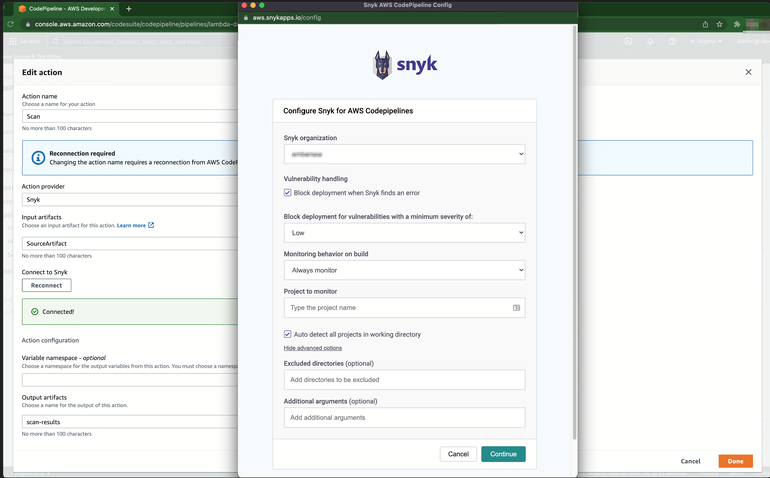 CodePipeline - AWS Develope
console.aws.amazon.com/codesuite/codepipeline/pipelines/lambda-d
Snyk AWS CodePipeline Config
aws.snykapps.io/config
Edit action
Action name
Choose a name for your action
Scan
No more than 100 characters
Reconnection required
Changing the action name requires a reconnection from AWS CodeP
Action provider
Snyk
Input artifacts
Choose an input artifact for this action. Learn more
SourceArtifact
No more than 100 characters
Connect to Snyk
Reconnect
Connected!
Action configuration
Variable namespace - optional
Choose a namespace for the output variables from this action. You must choose a namespa
Output artifacts
Choose a name for the output of this action.
scan-results
No more than 100 characters
snyk
Configure Snyk for AWS Codepipelines
Snyk organization
Vulnerability handling
Block deployment when Snyk finds an error
Block deployment for vulnerabilities with a minimum severity of:
Low
Monitoring behavior on build
Always monitor
Project to monitor
Type the project name
Auto detect all projects in working directory
Hide advanced options
Excluded directories (optional)
Add directories to be excluded
Additional arguments (optional)
Add additional arguments
Cancel
Continue
Cancel
Done